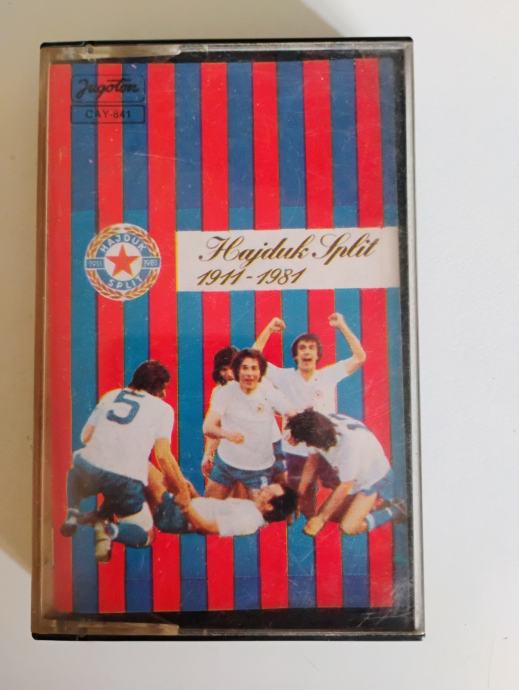 Jugoton
CAY-841
HAJDUK
1911 1981
SPLIT
Hajduk Split
1911-1981
5